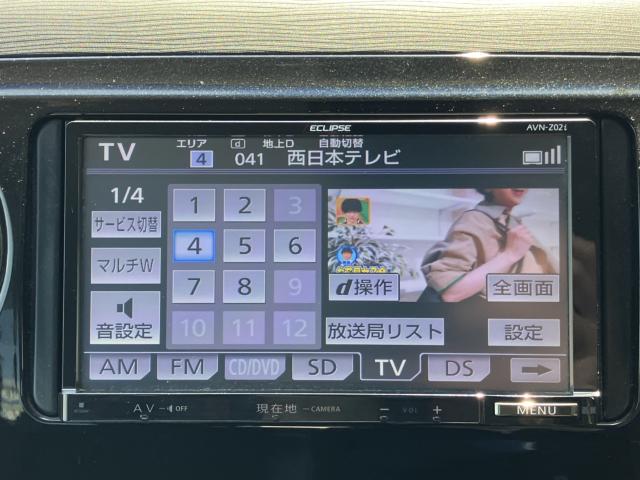 ECLIPSE AVN-Z02i
エリア d 地上D 自動切替
TV 4 041 西日本テレビ
1/4
サービス切替
マルチW
音設定
1 2 3
4 5 6
7 8 9
10 11 12
d操作 全画面
放送局リスト 設定
AM FM CD/DVD SD TV DS
AV OFF 現在地 CAMERA − VOL + MENU